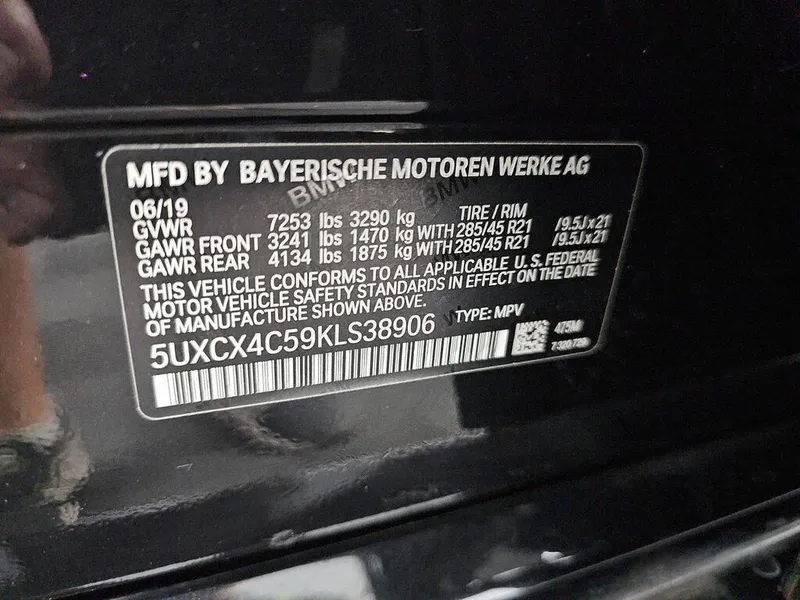 MFD BY BAYERISCHE MOTOREN WERKE AG
06/19 TIRE / RIM
GVWR 7253 lbs 3290 kg
GAWR FRONT 3241 lbs 1470 kg WITH 285/45 R21 /9.5J x 21
GAWR REAR 4134 lbs 1875 kg WITH 285/45 R21 /9.5J x 21
THIS VEHICLE CONFORMS TO ALL APPLICABLE U.S. FEDERAL
MOTOR VEHICLE SAFETY STANDARDS IN EFFECT ON THE DATE
OF MANUFACTURE SHOWN ABOVE.
5UXCX4C59KLS38906 TYPE: MPV
475M
BMW
BMW